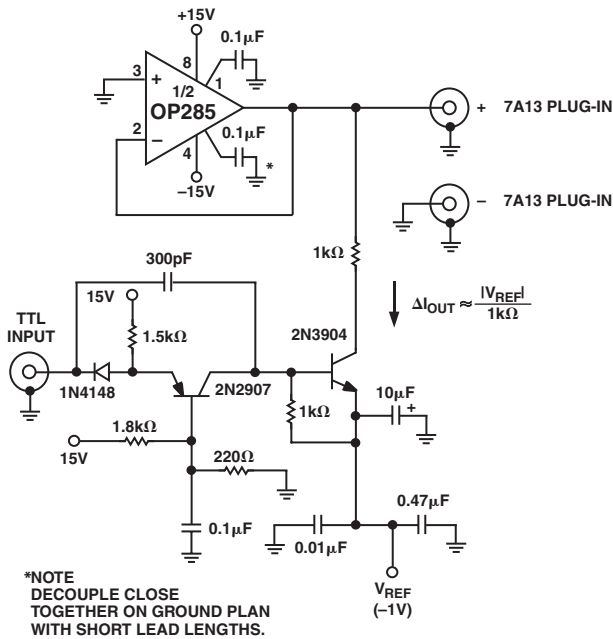 +15V
0.1µF
8
3
+
1
1/2
OP285
+ 7A13 PLUG-IN
2
–
0.1µF
4
*
–15V
– 7A13 PLUG-IN
300pF
1kΩ
15V
ΔI_OUT ≈ |V_REF|
1kΩ
TTL
INPUT
1.5kΩ
2N3904
1N4148
2N2907
10µF
+
1kΩ
1.8kΩ
15V
220Ω
0.47µF
0.1µF
0.01µF
*NOTE
DECOUPLE CLOSE
TOGETHER ON GROUND PLAN
WITH SHORT LEAD LENGTHS.
V_REF
(–1V)